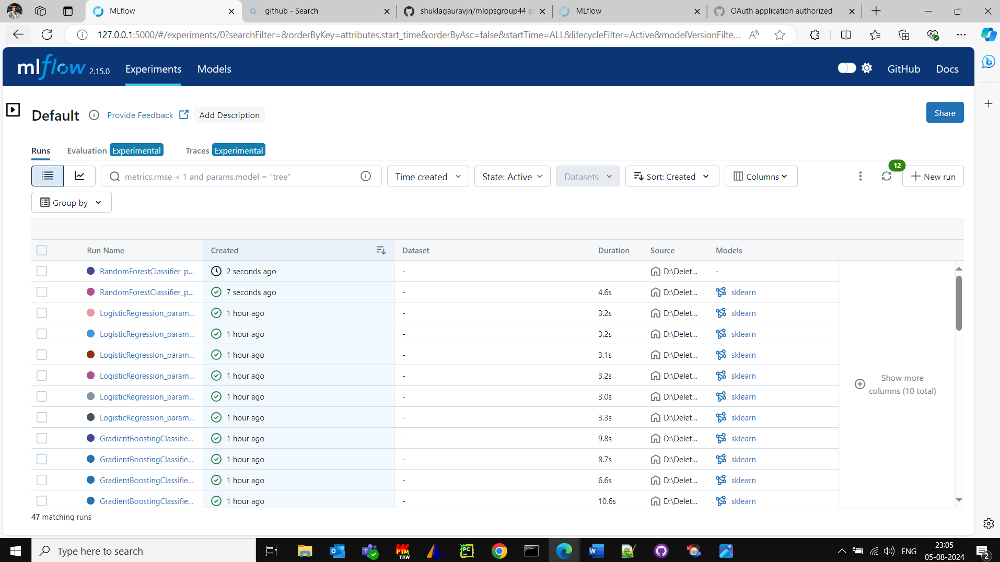 MLflow
github - Search
shuklagauravjn/mlopsgroup44 a
MLflow
OAuth application authorized
127.0.0.1:5000/#/experiments/0?searchFilter=&orderByKey=attributes.start_time&orderByAsc=false&startTime=ALL&lifecycleFilter=Active&modelVersionFilte...
mlflow 2.15.0 Experiments Models GitHub Docs
Default Provide Feedback Add Description Share
Runs Evaluation Experimental Traces Experimental
metrics.rmse < 1 and params.model = "tree" Time created State: Active Datasets Sort: Created Columns 12 New run
Group by
Run Name Created Dataset Duration Source Models
RandomForestClassifier_p... 2 seconds ago - D:\Delet... -
RandomForestClassifier_p... 7 seconds ago - 4.6s D:\Delet... sklearn
LogisticRegression_param... 1 hour ago - 3.2s D:\Delet... sklearn
LogisticRegression_param... 1 hour ago - 3.2s D:\Delet... sklearn
LogisticRegression_param... 1 hour ago - 3.1s D:\Delet... sklearn
LogisticRegression_param... 1 hour ago - 3.2s D:\Delet... sklearn
LogisticRegression_param... 1 hour ago - 3.0s D:\Delet... sklearn
LogisticRegression_param... 1 hour ago - 3.3s D:\Delet... sklearn
GradientBoostingClassifie... 1 hour ago - 9.8s D:\Delet... sklearn
GradientBoostingClassifie... 1 hour ago - 8.7s D:\Delet... sklearn
GradientBoostingClassifie... 1 hour ago - 6.6s D:\Delet... sklearn
GradientBoostingClassifie... 1 hour ago - 10.6s D:\Delet... sklearn
Show more
columns (10 total)
47 matching runs
Type here to search
PTM
TRW
PC
ENG
23:05
05-08-2024
2